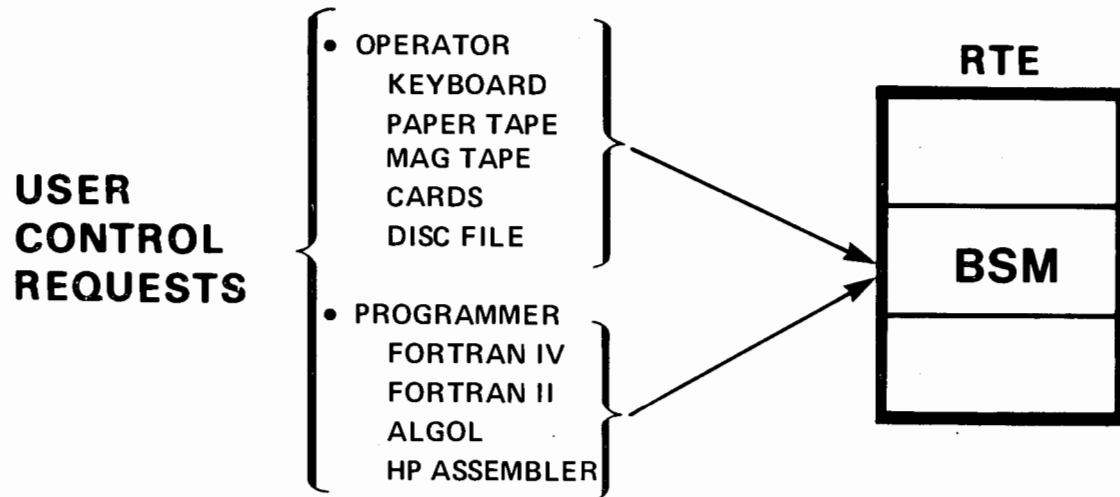 USER
CONTROL
REQUESTS
• OPERATOR
KEYBOARD
PAPER TAPE
MAG TAPE
CARDS
DISC FILE
• PROGRAMMER
FORTRAN IV
FORTRAN II
ALGOL
HP ASSEMBLER
RTE
BSM